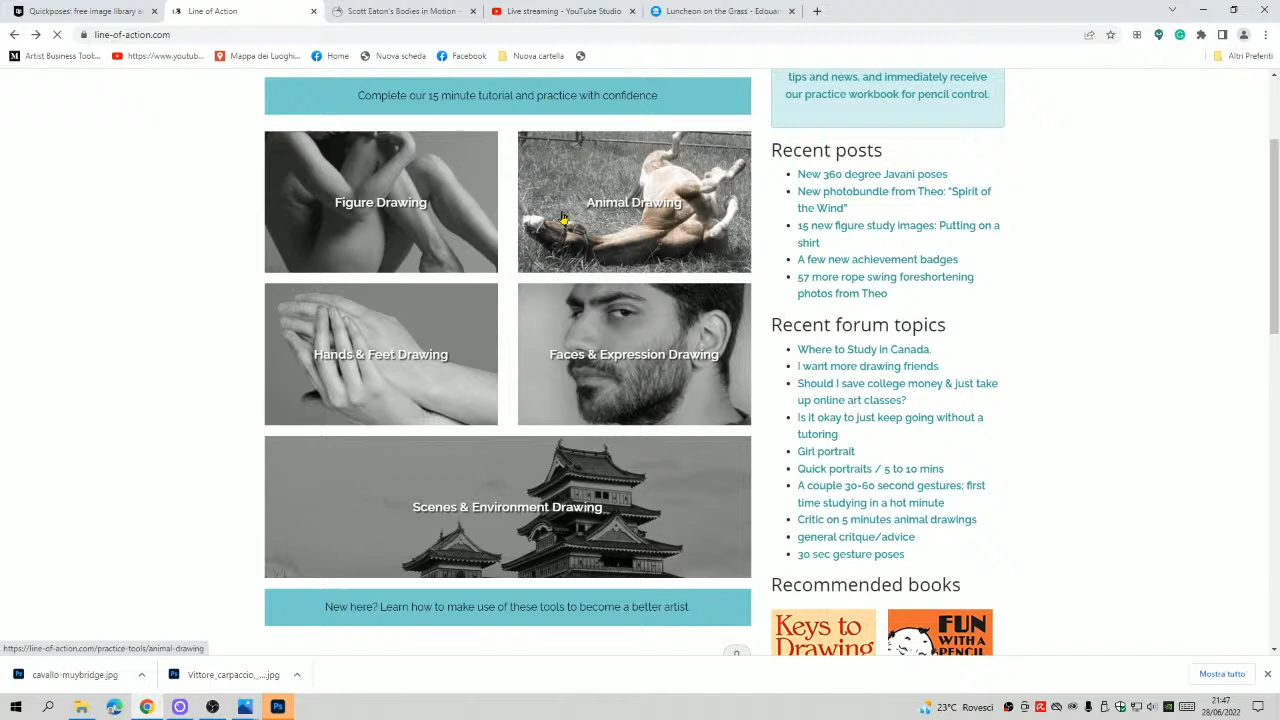 Figure drawing images f
Line of Action
Scott Eaton's Bodies in Motion -
Live streaming - YouTube Studio
Luncheon on the Grass - Edouar
line-of-action.com
Artist Business Took...
https://www.youtub...
Mappa dei Luoghi...
Home
Nuova scheda
Facebook
Nuova cartella
Altri Preferiti
Complete our 15 minute tutorial and practice with confidence
Figure Drawing
Animal Drawing
Hands & Feet Drawing
Faces & Expression Drawing
Scenes & Environment Drawing
New here? Learn how to make use of these tools to become a better artist.
tips and news, and immediately receive
our practice workbook for pencil control.
Recent posts
New 360 degree Javani poses
New photobundle from Theo: "Spirit of
the Wind"
15 new figure study images: Putting on a
shirt
A few new achievement badges
57 more rope swing foreshortening
photos from Theo
Recent forum topics
Where to Study in Canada.
I want more drawing friends
Should I save college money & just take
up online art classes?
Is it okay to just keep going without a
tutoring
Girl portrait
Quick portraits / 5 to 10 mins
A couple 30-60 second gestures; first
time studying in a hot minute
Critic on 5 minutes animal drawings
general critque/advice
30 sec gesture poses
Recommended books
Keys to
Drawing
FUN
WITH A
PENCIL
https://line-of-action.com/practice-tools/animal-drawing
cavallo-muybridge.jpg
Vittore_carpaccio,_...jpg
Mostra tutto
23°C Rovesci
21:47
28/06/2022